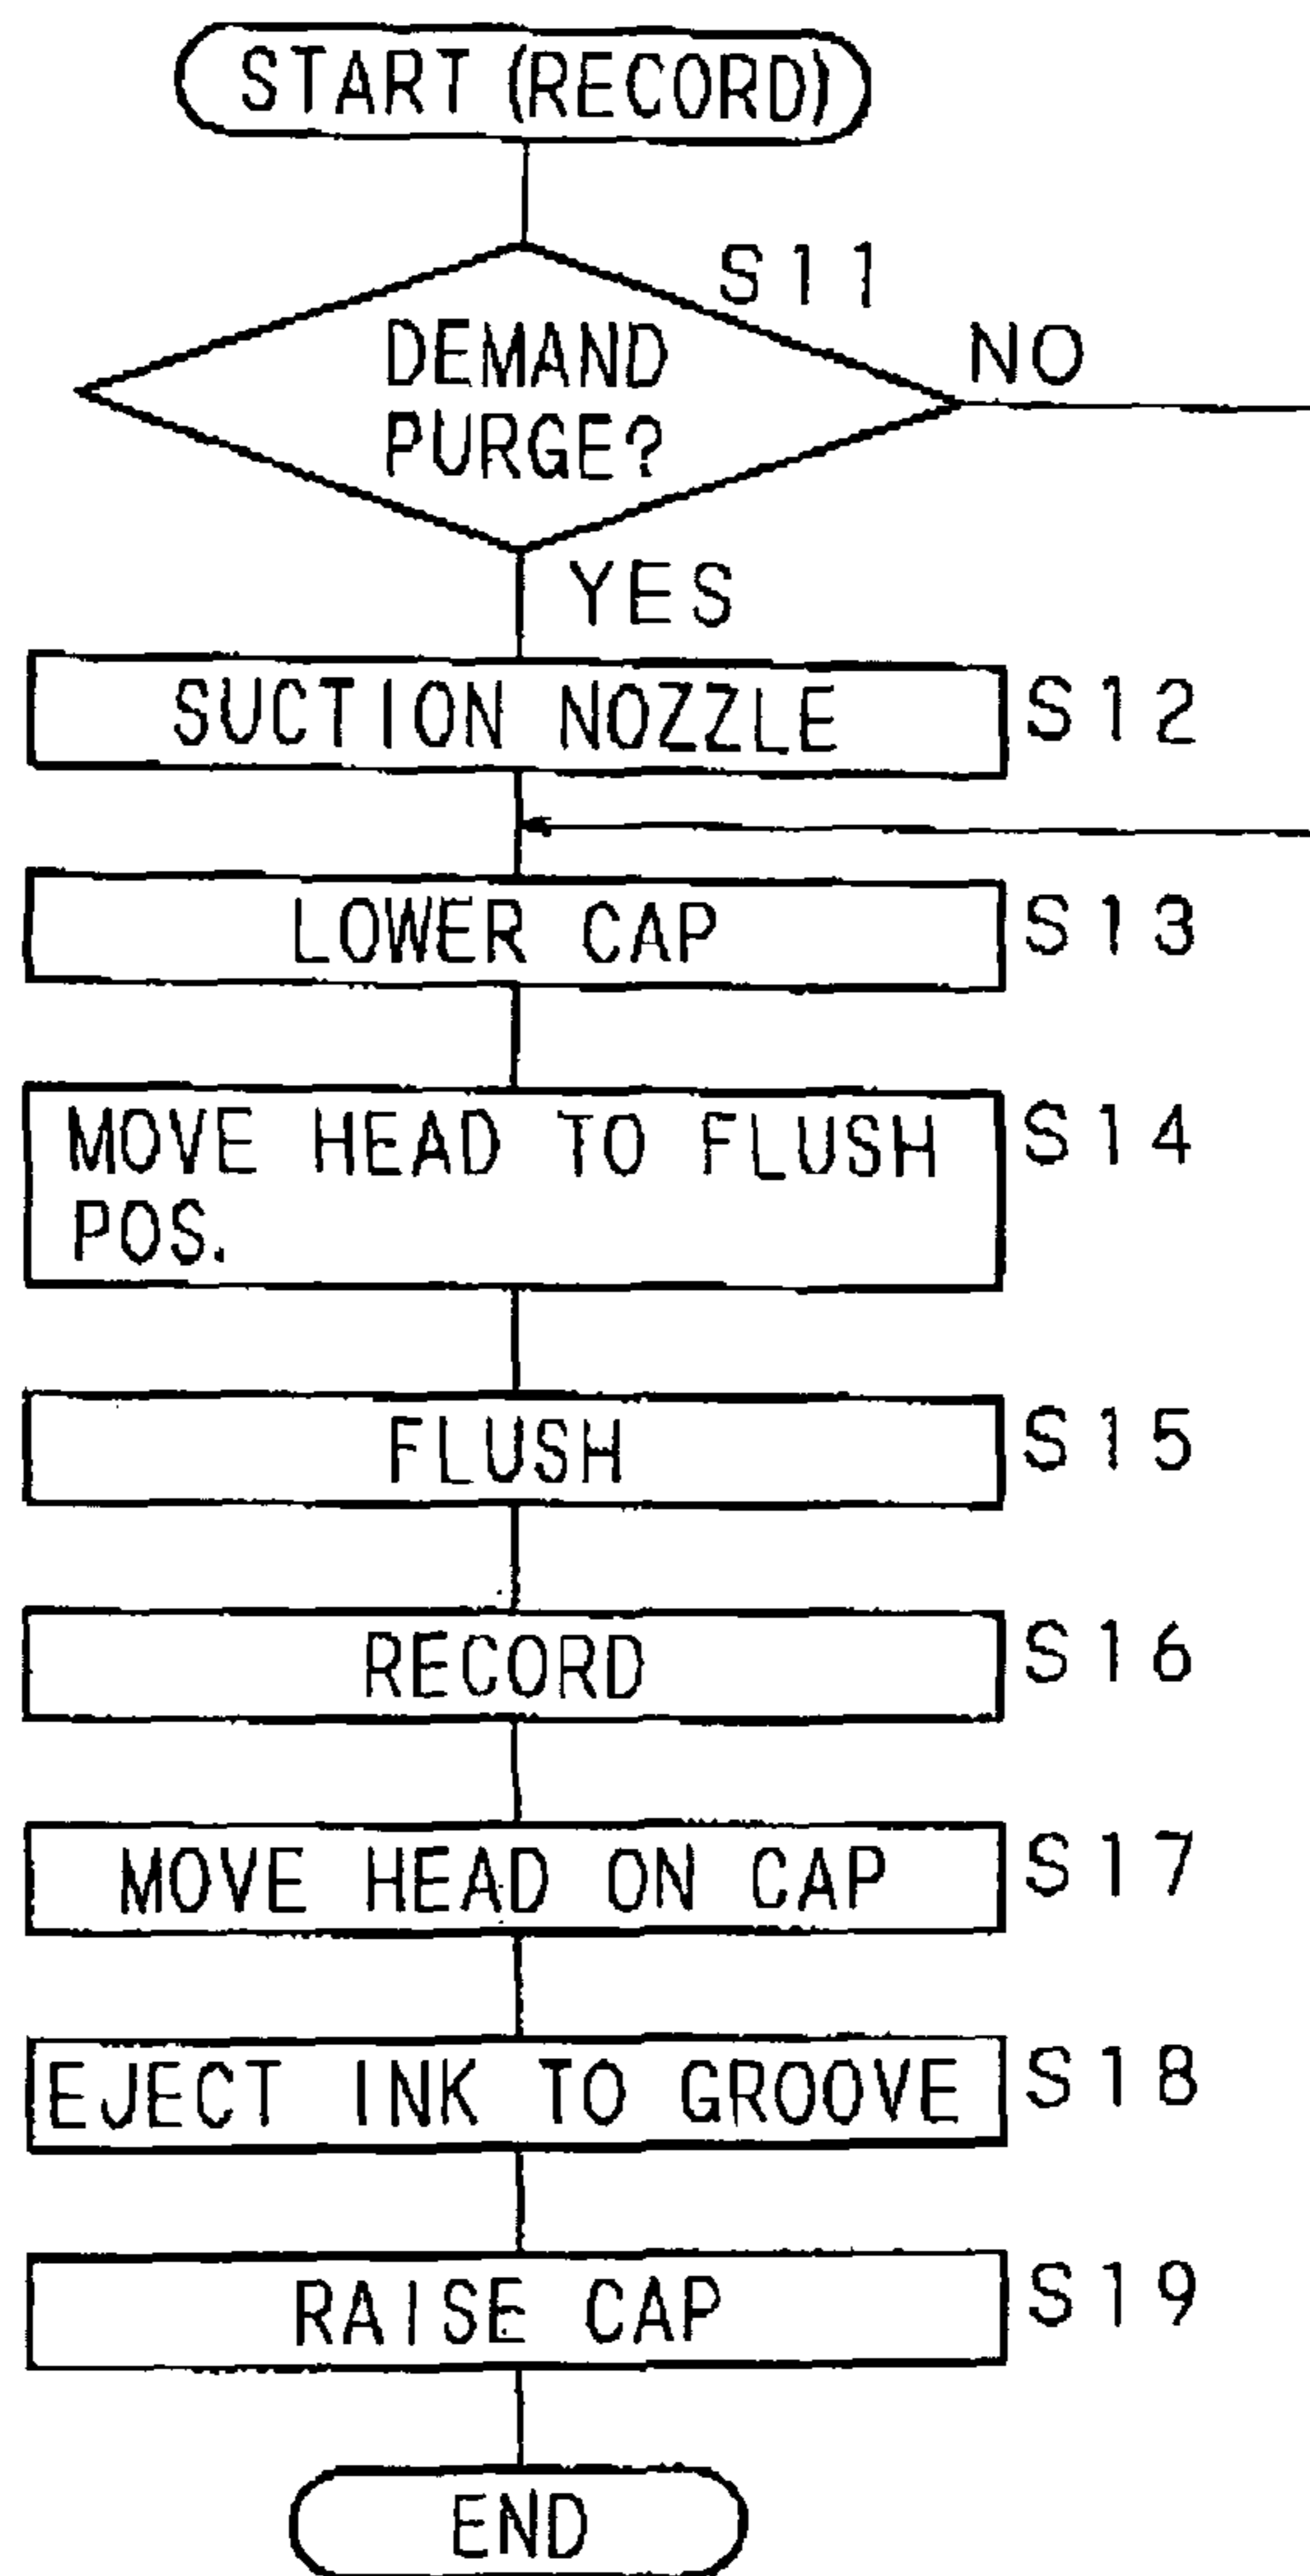 START (RECORD)
S11
DEMAND
PURGE?
NO
YES
SUCTION NOZZLE
S12
LOWER CAP
S13
MOVE HEAD TO FLUSH
POS.
S14
FLUSH
S15
RECORD
S16
MOVE HEAD ON CAP
S17
EJECT INK TO GROOVE
S18
RAISE CAP
S19
END